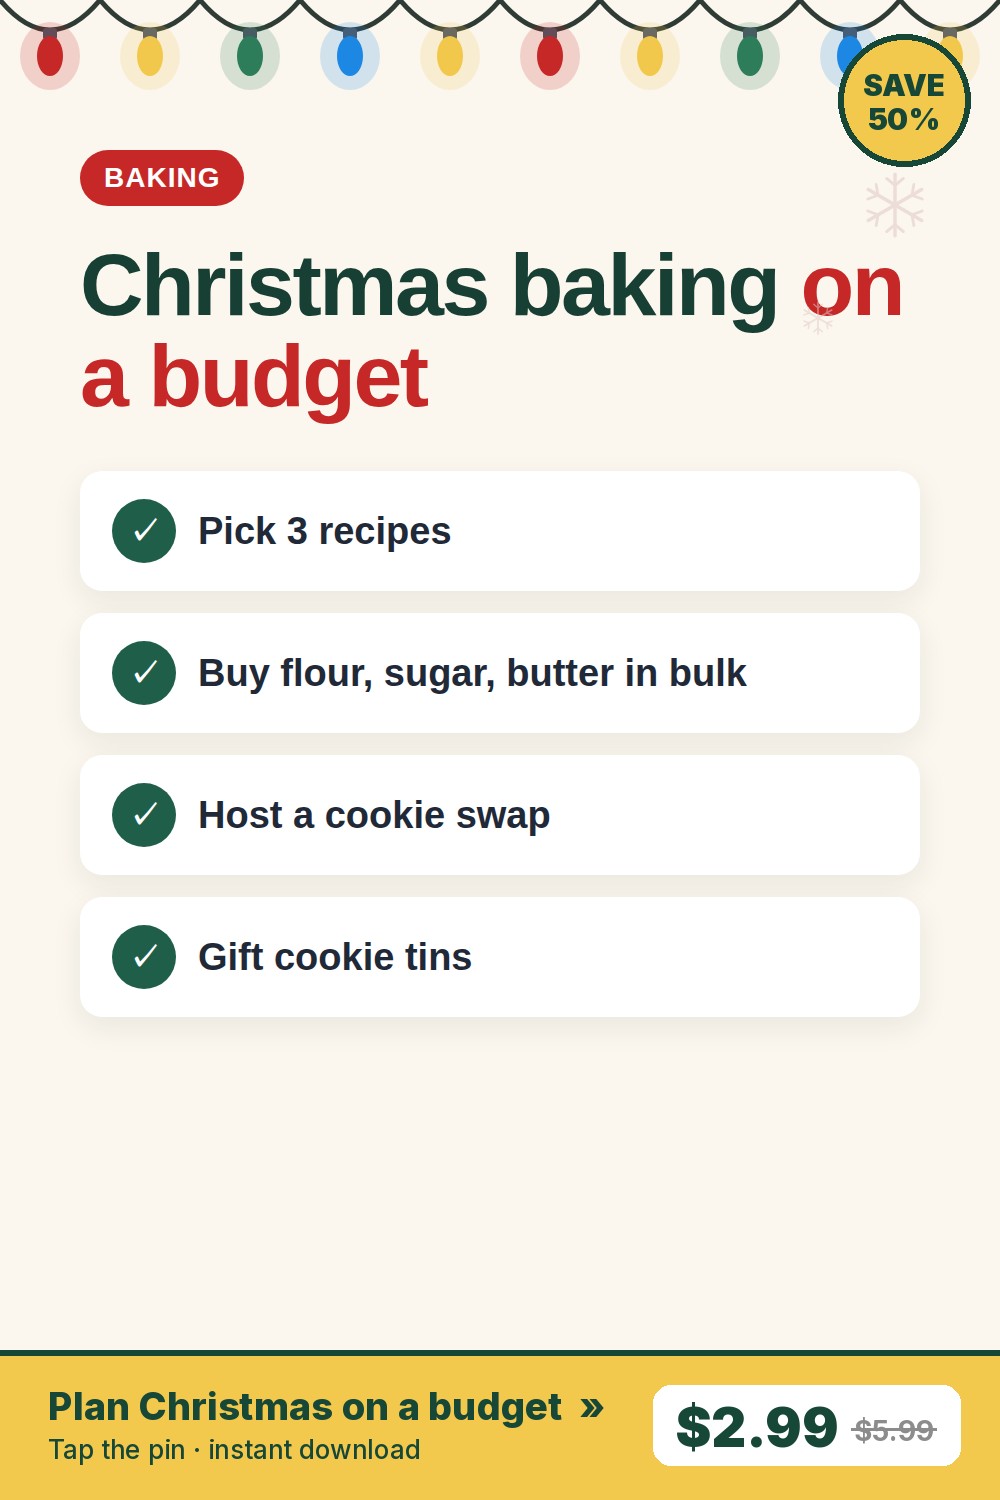 SAVE
50%
BAKING
Christmas baking on
a budget
✓ Pick 3 recipes
✓ Buy flour, sugar, butter in bulk
✓ Host a cookie swap
✓ Gift cookie tins
Plan Christmas on a budget »
Tap the pin · instant download
$2.99 $5.99